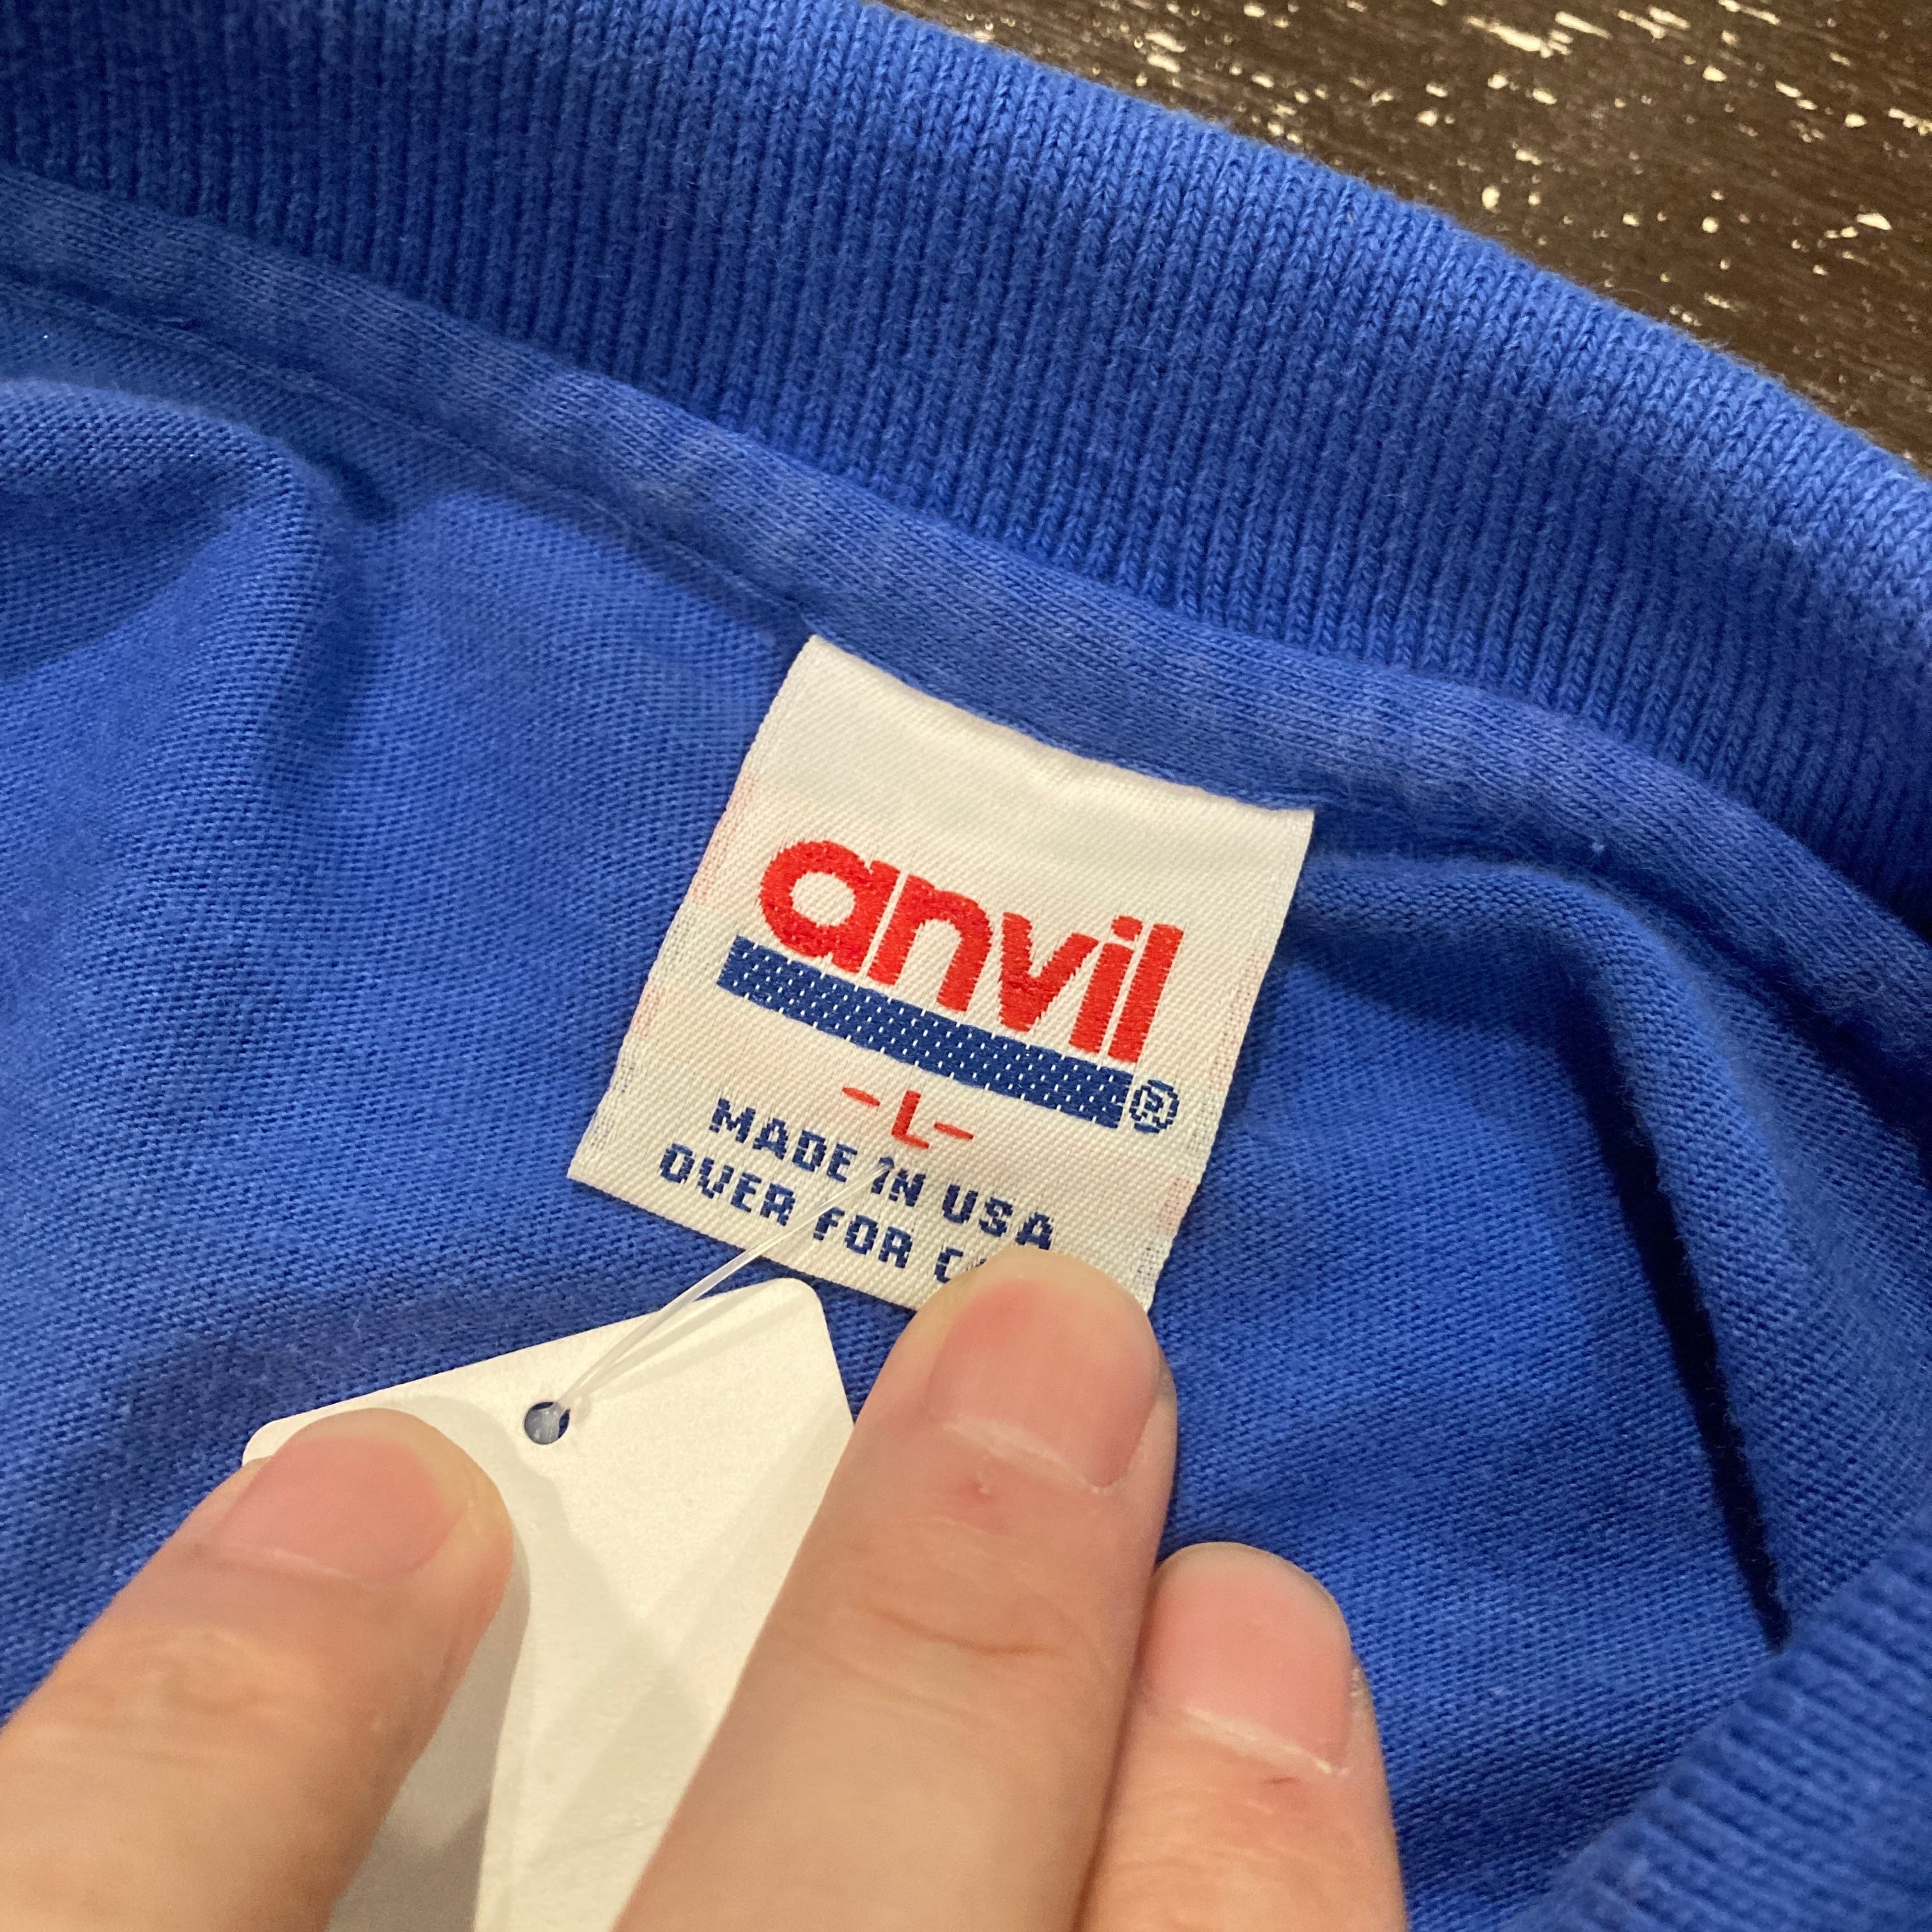 anvil®
-L-
MADE IN USA
OVER FOR